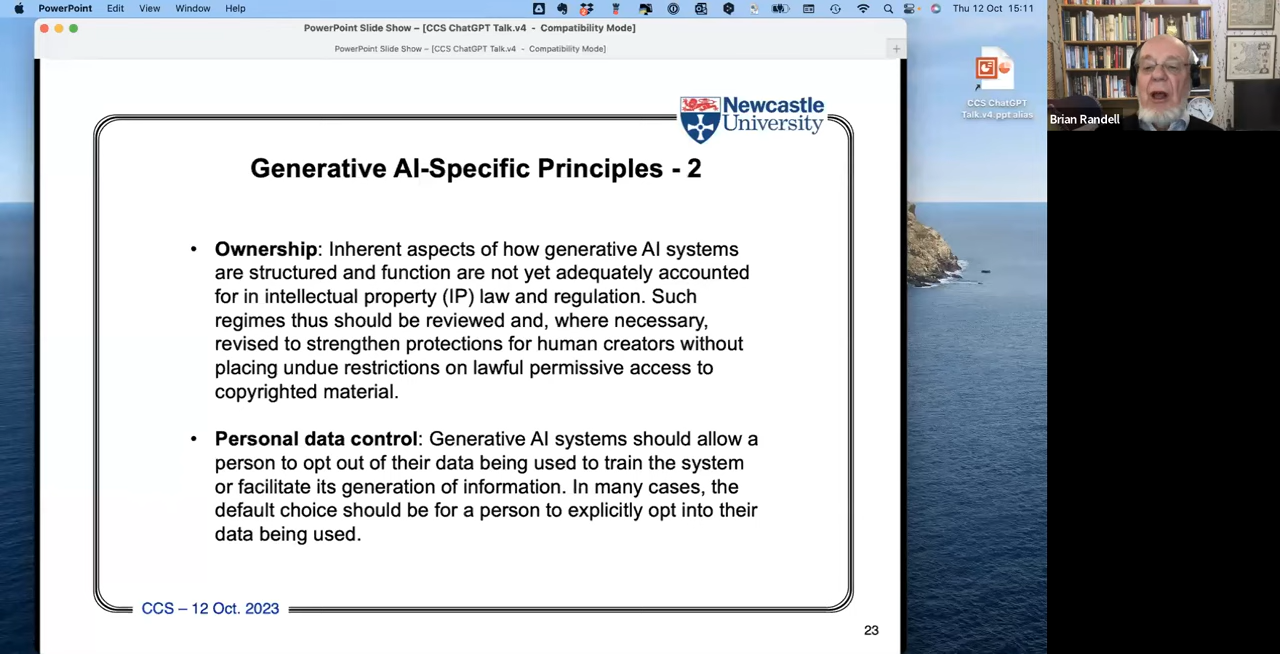 PowerPoint Edit View Window Help
Thu 12 Oct 15:11
PowerPoint Slide Show – [CCS ChatGPT Talk.v4 - Compatibility Mode]
PowerPoint Slide Show – [CCS ChatGPT Talk.v4 - Compatibility Mode]
Newcastle
University
Generative AI-Specific Principles - 2
• Ownership: Inherent aspects of how generative AI systems
are structured and function are not yet adequately accounted
for in intellectual property (IP) law and regulation. Such
regimes thus should be reviewed and, where necessary,
revised to strengthen protections for human creators without
placing undue restrictions on lawful permissive access to
copyrighted material.
• Personal data control: Generative AI systems should allow a
person to opt out of their data being used to train the system
or facilitate its generation of information. In many cases, the
default choice should be for a person to explicitly opt into their
data being used.
CCS – 12 Oct. 2023
23
CCS ChatGPT
Talk.v4.ppt alias
Brian Randell